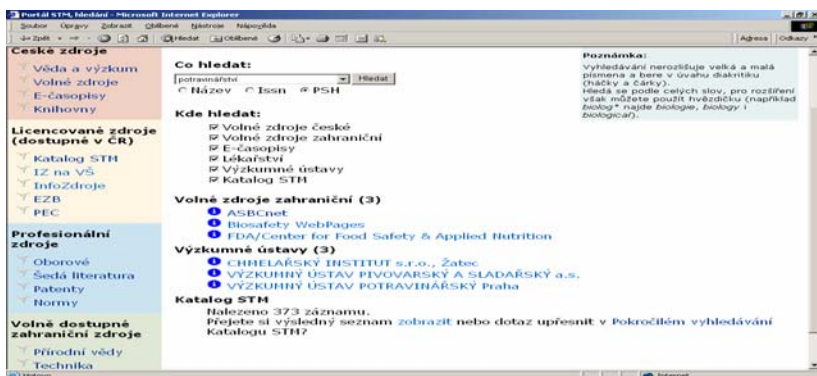 Portál STM, hledání - Microsoft Internet Explorer
Soubor Úpravy Zobrazit Oblíbené Nástroje Nápověda
Zpět Hledat Oblíbené
Adresa Odkazy
České zdroje
Věda a výzkum
Volné zdroje
E-časopisy
Knihovny
Licencované zdroje
(dostupné v ČR)
Katalog STM
IZ na VŠ
InfoZdroje
EZB
PEC
Profesionální
zdroje
Oborové
Šedá literatura
Patenty
Normy
Volně dostupné
zahraniční zdroje
Přírodní vědy
Technika
Co hledat:
potravinářství Hledat
Název Issn PSH
Kde hledat:
Volné zdroje české
Volné zdroje zahraniční
E-časopisy
Lékařství
Výzkumné ústavy
Katalog STM
Volné zdroje zahraniční (3)
ASBCnet
Biosafety WebPages
FDA/Center for Food Safety & Applied Nutrition
Výzkumné ústavy (3)
CHMELAŘSKÝ INSTITUT s.r.o., Žatec
VÝZKUMNÝ ÚSTAV PIVOVARSKÝ A SLADAŘSKÝ a.s.
VÝZKUMNÝ ÚSTAV POTRAVINÁŘSKÝ Praha
Katalog STM
Nalezeno 373 záznamu.
Přejete si výsledný seznam zobrazit nebo dotaz upřesnit v Pokročilém vyhledávání
Katalogu STM?
Poznámka:
Vyhledávání nerozlišuje velká a malá
písmena a bere v úvahu diakritiku
(háčky a čárky).
Hledá se podle celých slov, pro rozšíření
však můžete použít hvězdičku (například
biolog* najde biologie, biology i
biological).
Hotovo
Internet